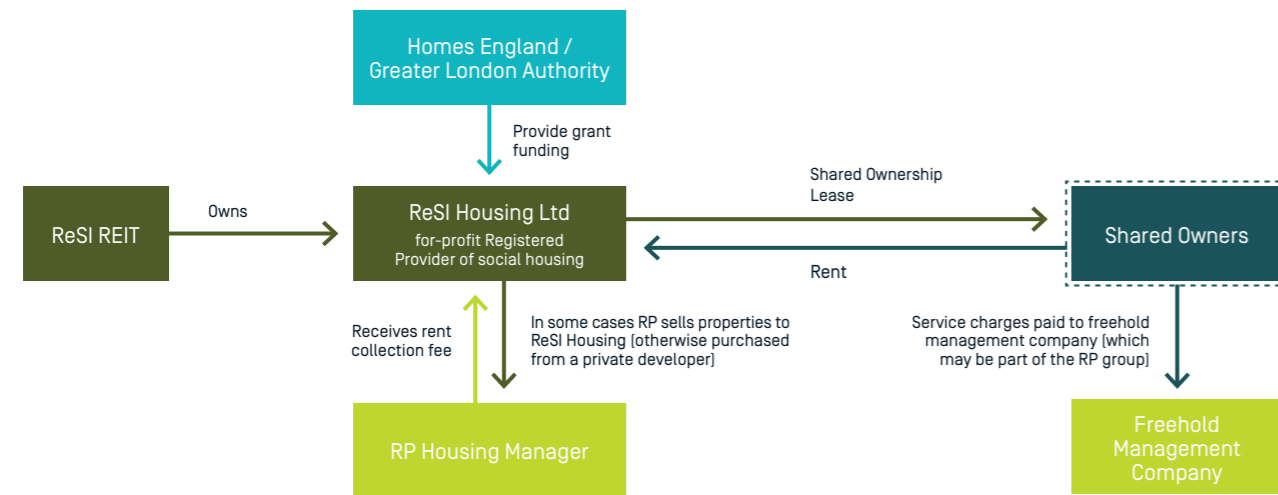 Homes England /
Greater London Authority
Provide grant
funding
Shared Ownership
Lease
Owns
ReSI REIT
ReSI Housing Ltd
for-profit Registered
Provider of social housing
Shared Owners
Rent
Receives rent
collection fee
In some cases RP sells properties to
ReSI Housing (otherwise purchased
from a private developer)
Service charges paid to freehold
management company (which
may be part of the RP group)
RP Housing Manager
Freehold
Management
Company